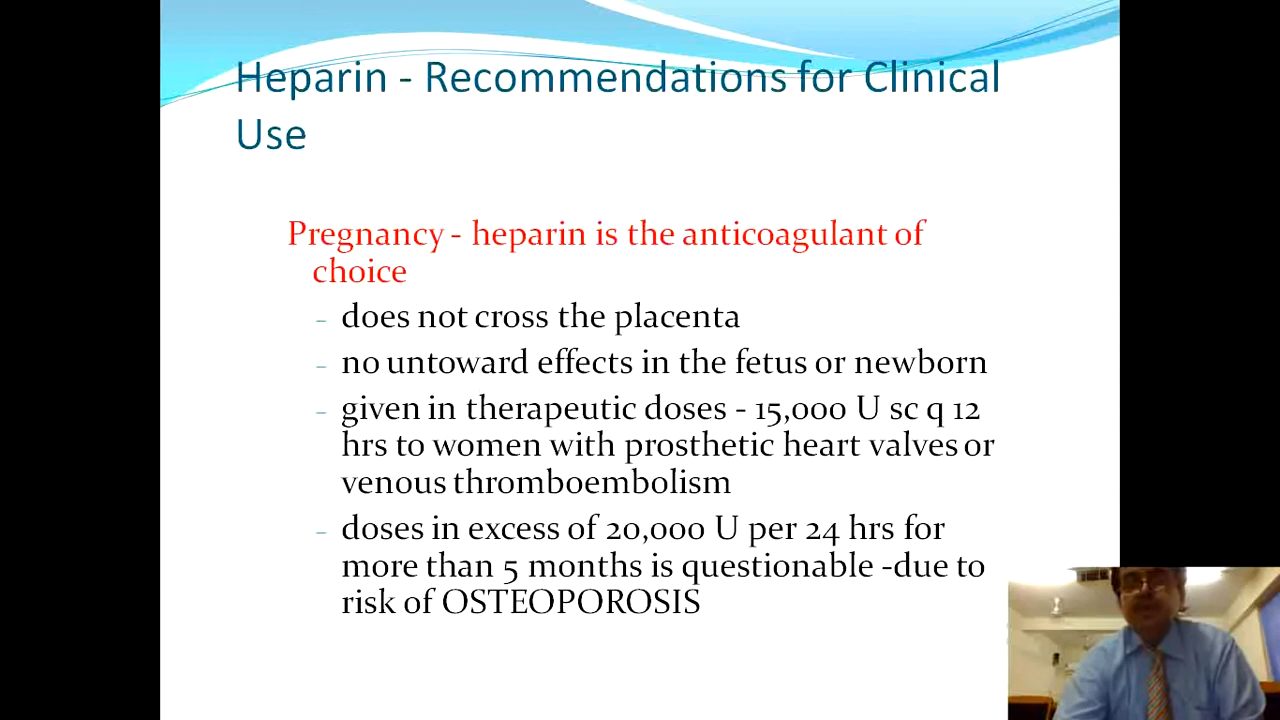 Heparin - Recommendations for Clinical
Use
Pregnancy - heparin is the anticoagulant of
choice
– does not cross the placenta
– no untoward effects in the fetus or newborn
– given in therapeutic doses - 15,000 U sc q 12
hrs to women with prosthetic heart valves or
venous thromboembolism
– doses in excess of 20,000 U per 24 hrs for
more than 5 months is questionable -due to
risk of OSTEOPOROSIS